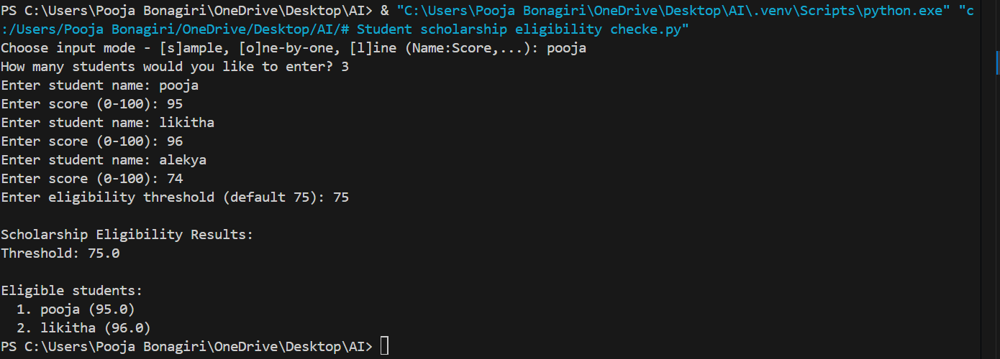 PS C:\Users\Pooja Bonagiri\OneDrive\Desktop\AI> & "C:\Users\Pooja Bonagiri\OneDrive\Desktop\AI\.venv\Scripts\python.exe" "c
:/Users/Pooja Bonagiri/OneDrive/Desktop/AI/# Student scholarship eligibility checke.py"
Choose input mode - [s]ample, [o]ne-by-one, [l]ine (Name:Score,...): pooja
How many students would you like to enter? 3
Enter student name: pooja
Enter score (0-100): 95
Enter student name: likitha
Enter score (0-100): 96
Enter student name: alekya
Enter score (0-100): 74
Enter eligibility threshold (default 75): 75

Scholarship Eligibility Results:
Threshold: 75.0

Eligible students:
  1. pooja (95.0)
  2. likitha (96.0)
PS C:\Users\Pooja Bonagiri\OneDrive\Desktop\AI>